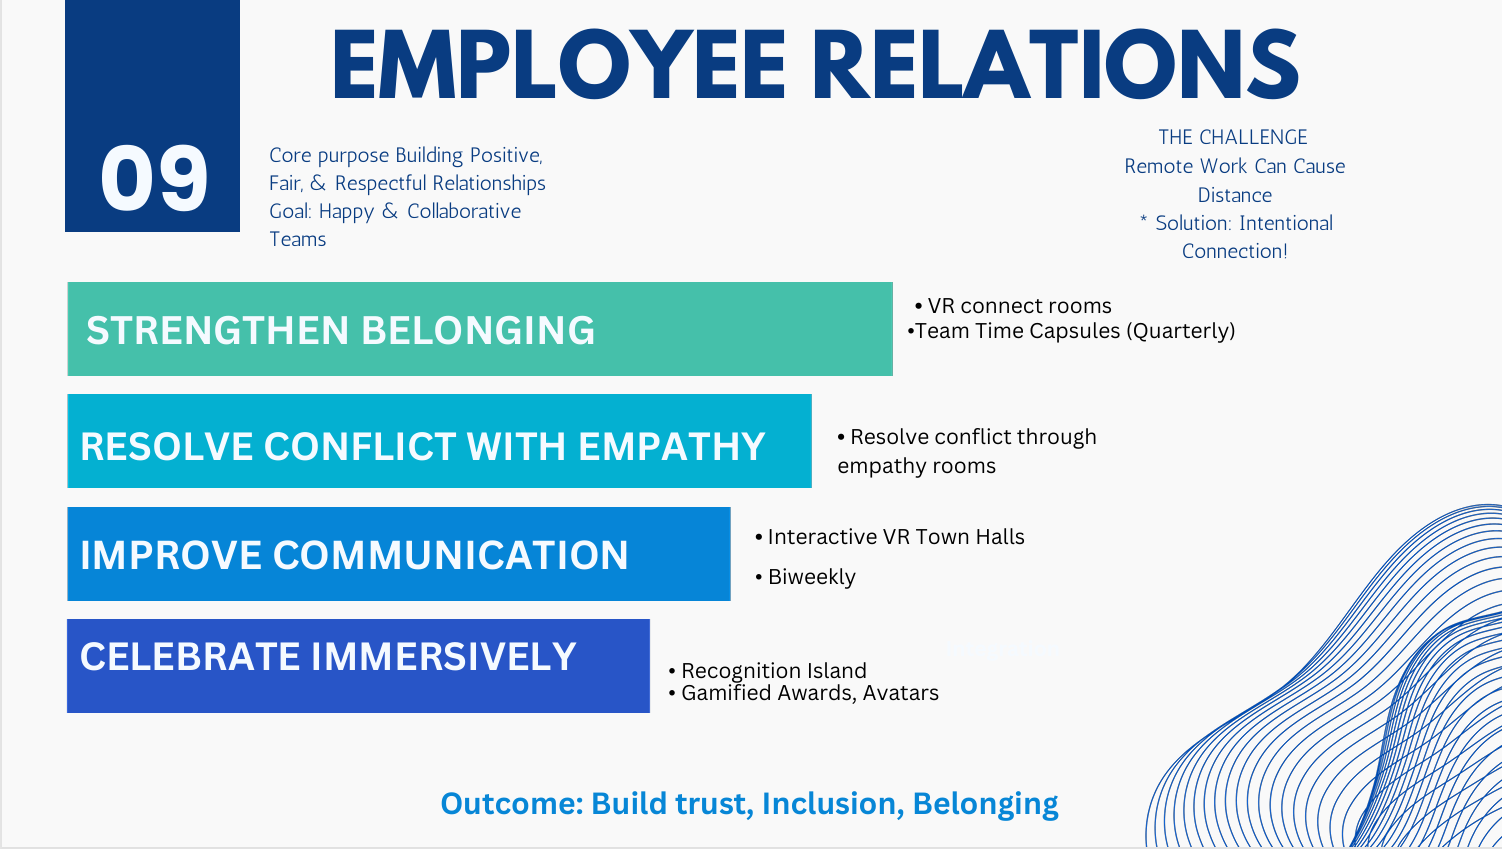 EMPLOYEE RELATIONS
09
Core purpose Building Positive,
Fair, & Respectful Relationships
Goal: Happy & Collaborative
Teams
THE CHALLENGE
Remote Work Can Cause
Distance
* Solution: Intentional
Connection!
STRENGTHEN BELONGING
• VR connect rooms
•Team Time Capsules (Quarterly)
RESOLVE CONFLICT WITH EMPATHY
• Resolve conflict through
empathy rooms
IMPROVE COMMUNICATION
• Interactive VR Town Halls
• Biweekly
CELEBRATE IMMERSIVELY
• Recognition Island
• Gamified Awards, Avatars
Outcome: Build trust, Inclusion, Belonging